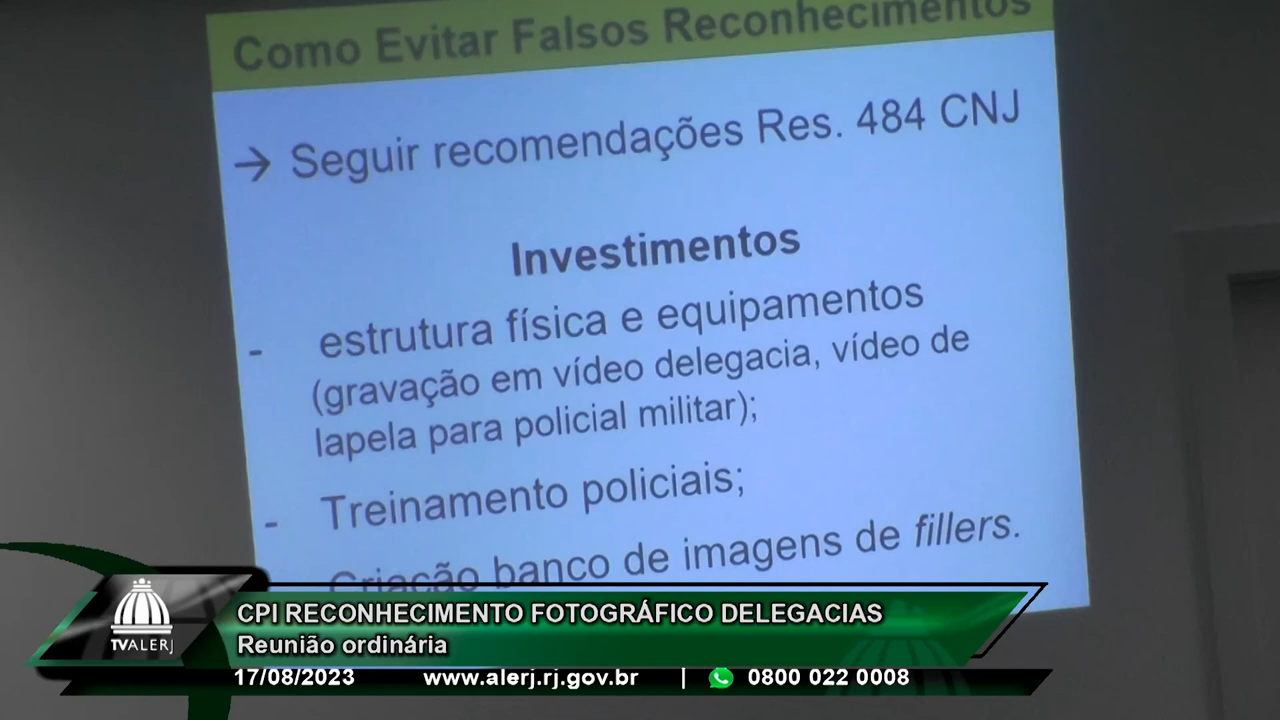 Como Evitar Falsos Reconhecimentos
→ Seguir recomendações Res. 484 CNJ
Investimentos
- estrutura física e equipamentos
(gravação em vídeo delegacia, vídeo de
lapela para policial militar);
- Treinamento policiais;
Criação banco de imagens de fillers.
CPI RECONHECIMENTO FOTOGRÁFICO DELEGACIAS
Reunião ordinária
TVALERJ
17/08/2023 www.alerj.rj.gov.br | 0800 022 0008